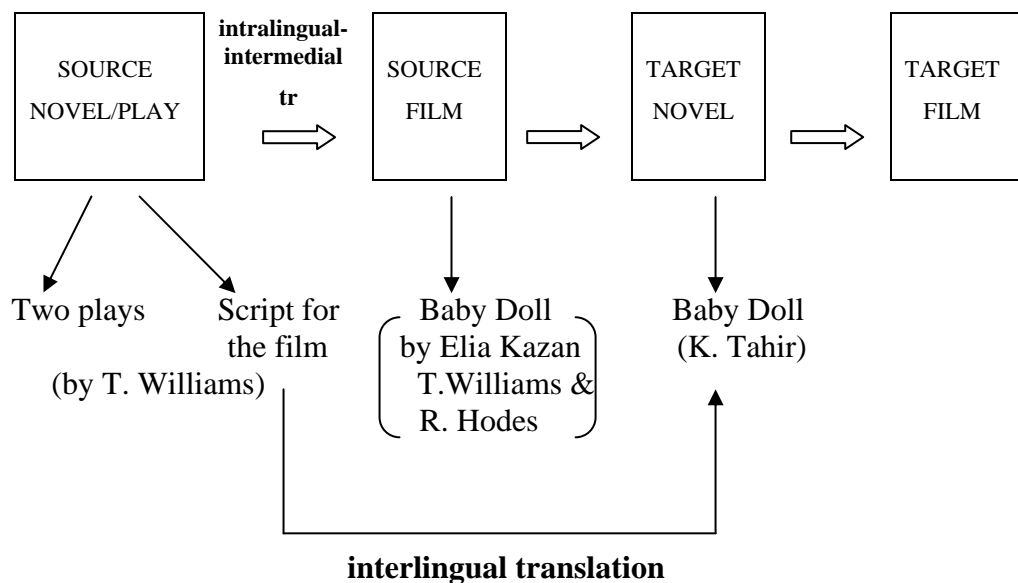 SOURCE
NOVEL/PLAY
intralingual-
intermedial
tr
SOURCE
FILM
TARGET
NOVEL
TARGET
FILM
Two plays
Script for
the film
(by T. Williams)
Baby Doll
by Elia Kazan
T.Williams &
R. Hodes
Baby Doll
(K. Tahir)
interlingual translation